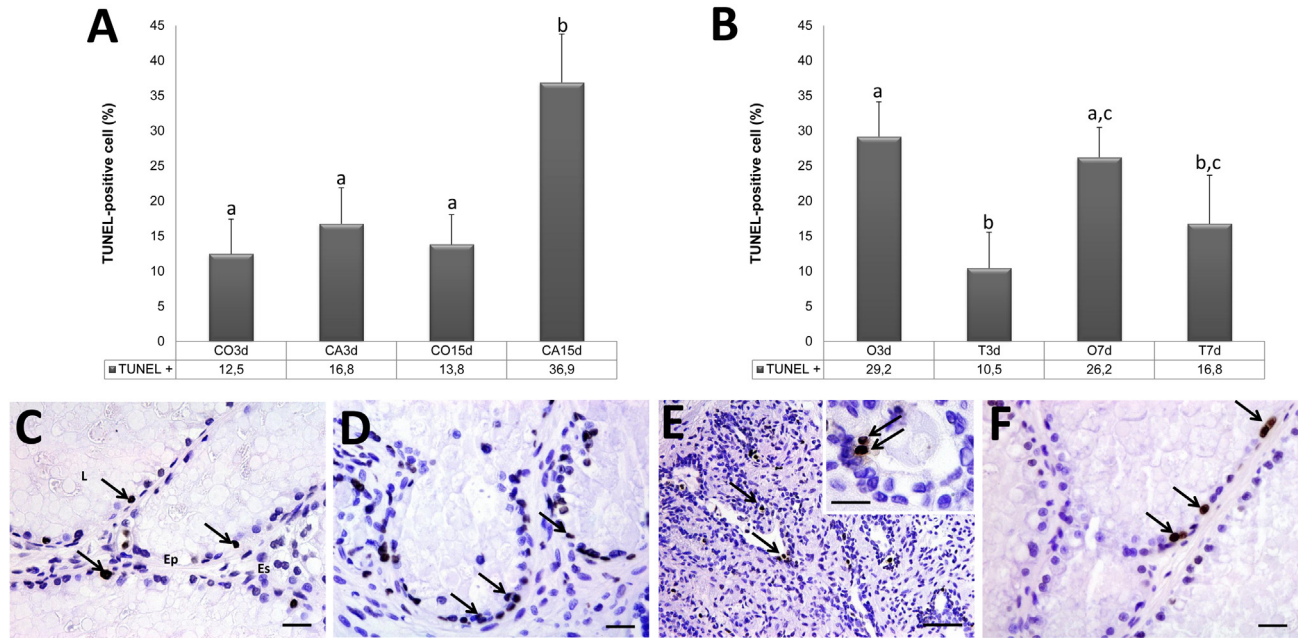 A
TUNEL-positive cell (%)
45
40
35
30
25
20
15
10
5
0
a
a
a
b
CO3d CA3d CO15d CA15d
TUNEL + 12,5 16,8 13,8 36,9
B
TUNEL-positive cell (%)
45
40
35
30
25
20
15
10
5
0
a
b
a,c
b,c
O3d T3d O7d T7d
TUNEL + 29,2 10,5 26,2 16,8
C
L
Ep
Es
D
E
F